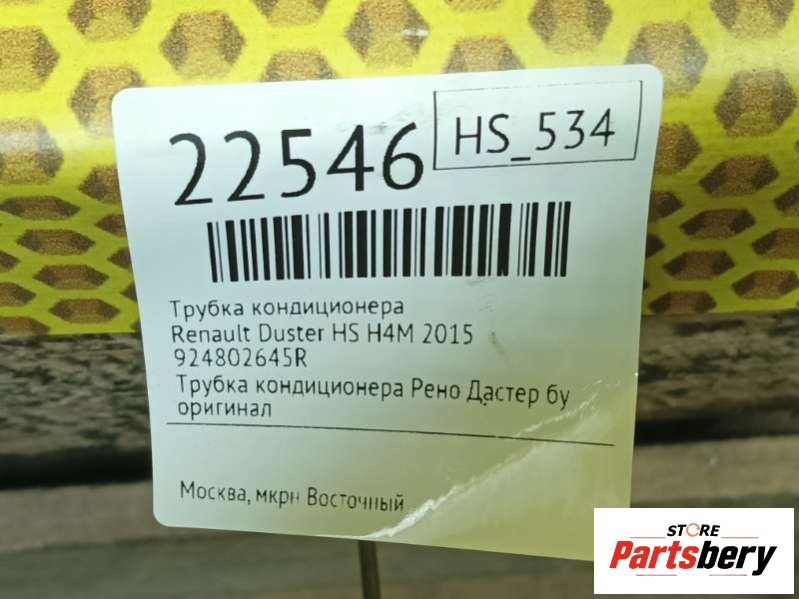 22546
HS_534
Трубка кондиционера
Renault Duster HS H4M 2015
924802645R
Трубка кондиционера Рено Дастер бу
оригинал
Москва, мкрн Восточный
STORE
Partsbery